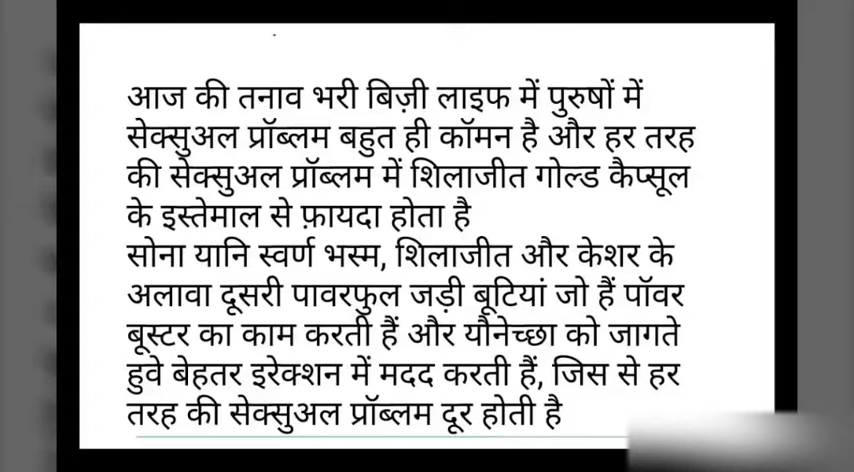 आज की तनाव भरी बिज़ी लाइफ में पुरुषों में
सेक्सुअल प्रॉब्लम बहुत ही कॉमन है और हर तरह
की सेक्सुअल प्रॉब्लम में शिलाजीत गोल्ड कैप्सूल
के इस्तेमाल से फ़ायदा होता है
सोना यानि स्वर्ण भस्म, शिलाजीत और केशर के
अलावा दूसरी पावरफुल जड़ी बूटियां जो हैं पॉवर
बूस्टर का काम करती हैं और यौनेच्छा को जागते
हुवे बेहतर इरेक्शन में मदद करती हैं, जिस से हर
तरह की सेक्सुअल प्रॉब्लम दूर होती है